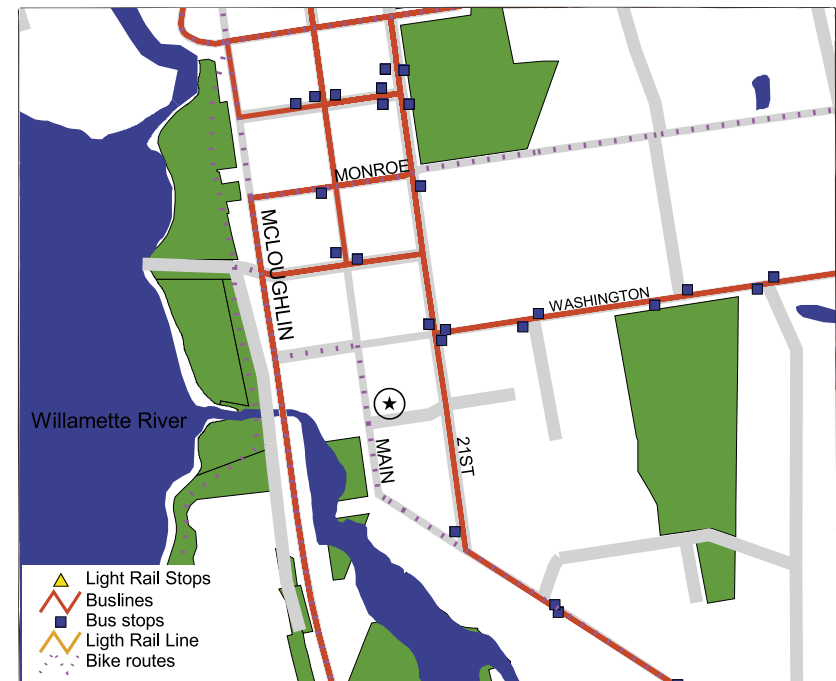 MONROE
MCLOUGHLIN
WASHINGTON
Willamette River
MAIN
21ST
Light Rail Stops
Buslines
Bus stops
Ligth Rail Line
Bike routes